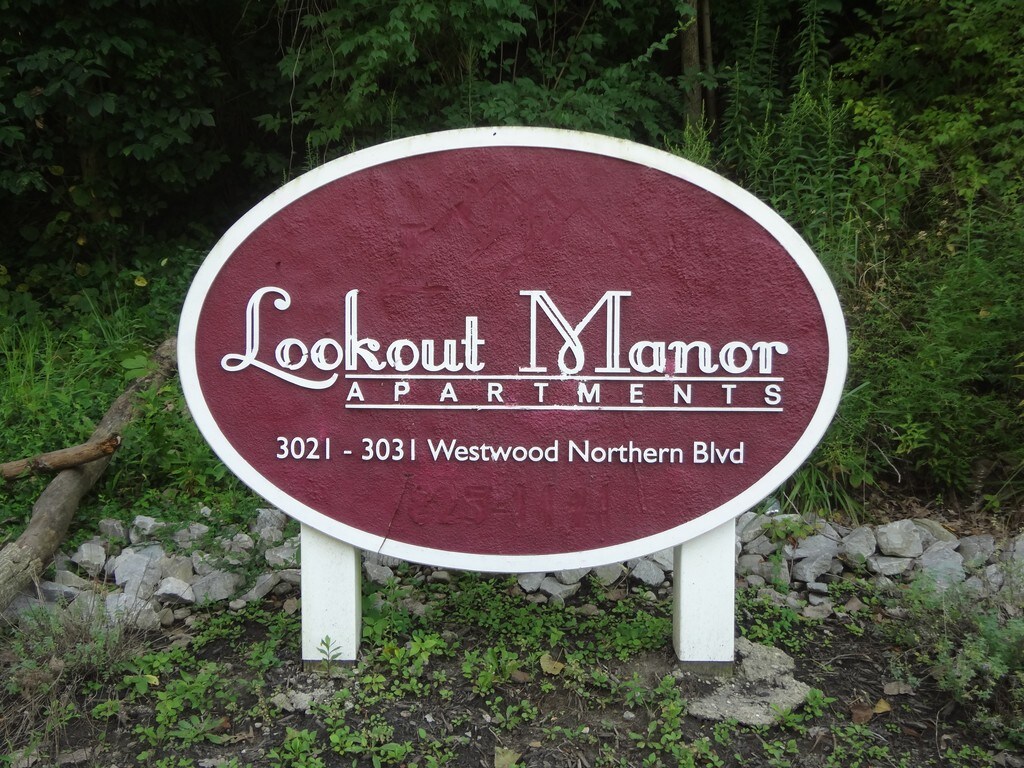 Lookout Manor
APARTMENTS
3021 - 3031 Westwood Northern Blvd